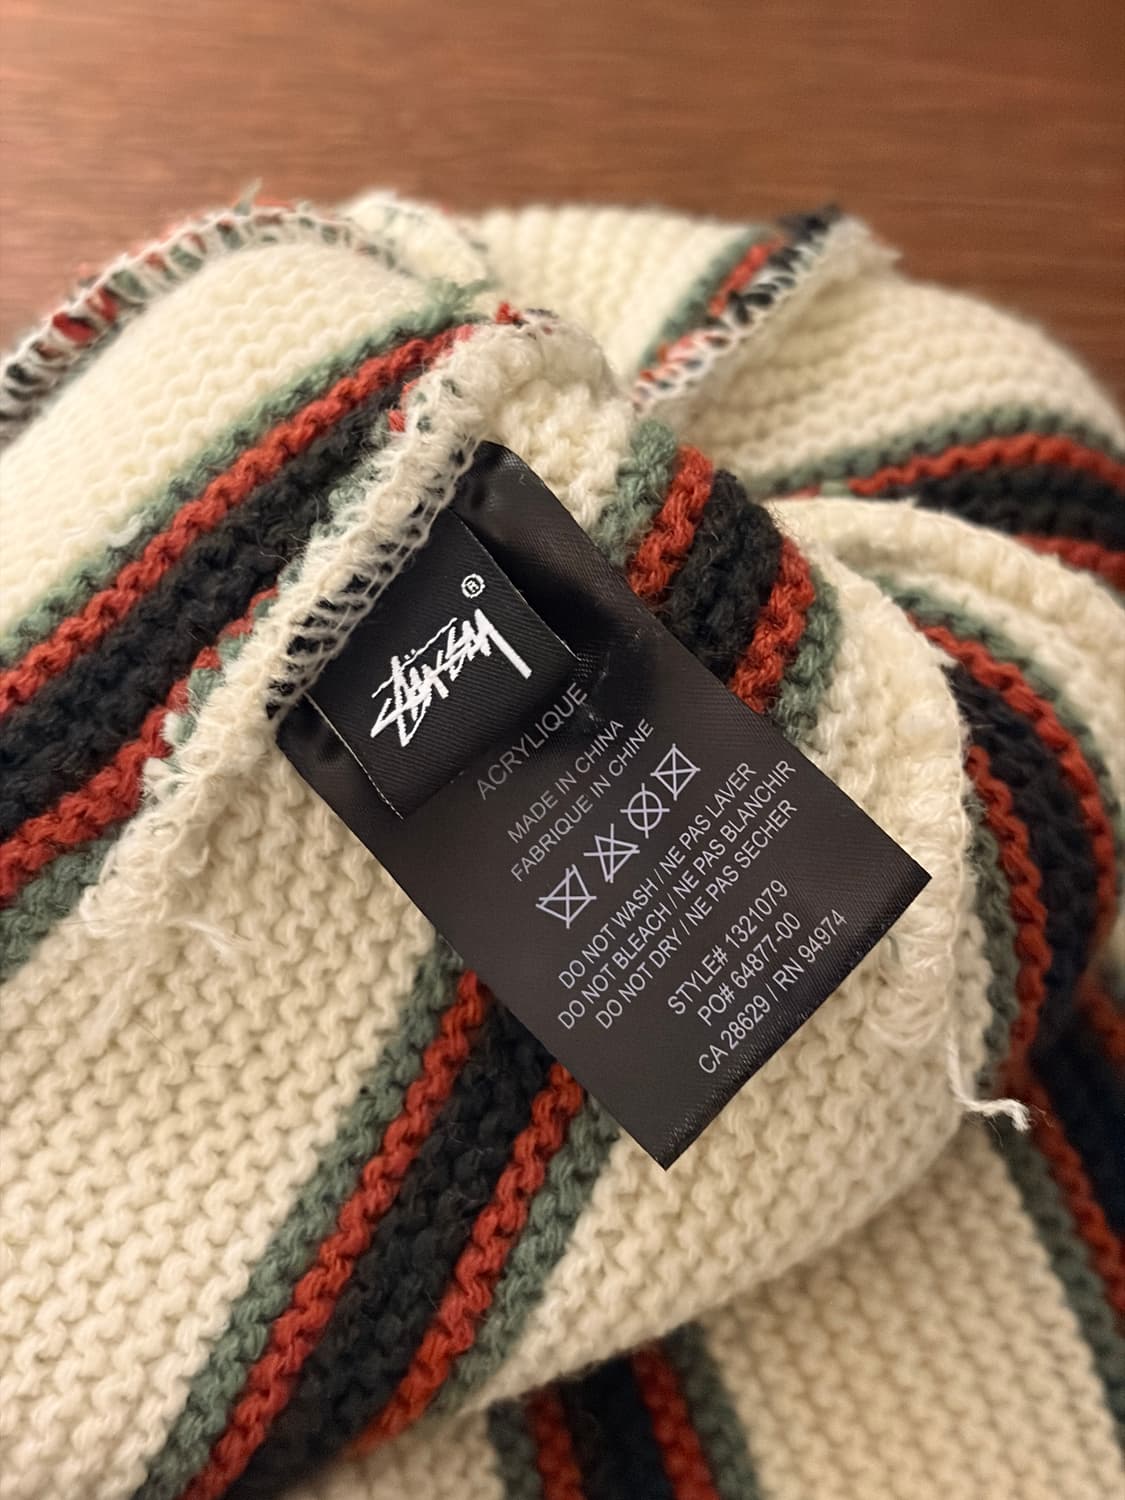 STÜSSY®
ACRYLIQUE
MADE IN CHINA
FABRIQUE IN CHINE
DO NOT WASH / NE PAS LAVER
DO NOT BLEACH / NE PAS BLANCHIR
DO NOT DRY / NE PAS SECHER
STYLE# 1321079
PO# 64877-00
CA 28629 / RN 94974